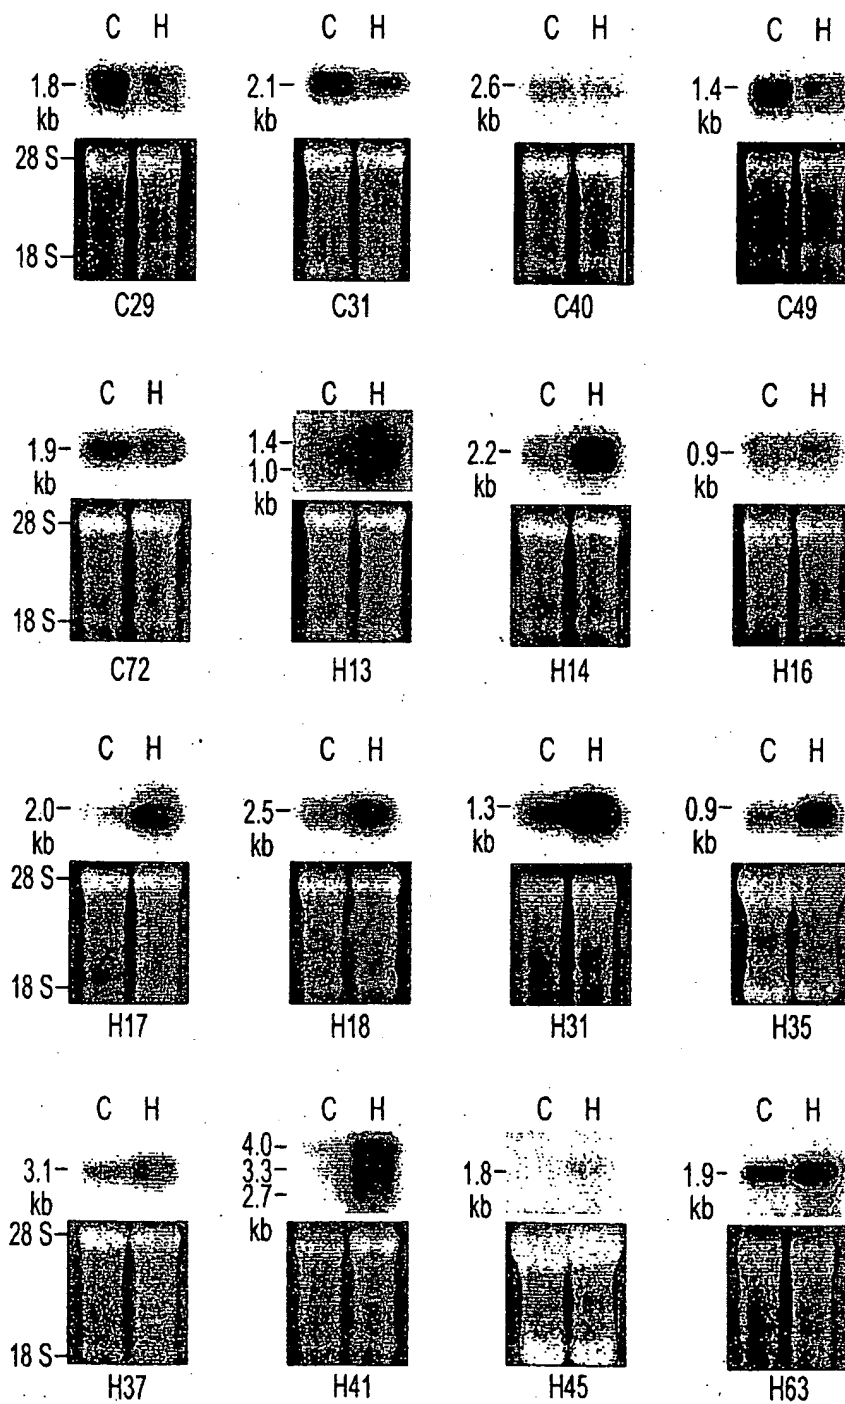 C H C H C H C H
1.8 2.1 2.6 1.4
kb kb kb kb
28 S
18 S
C29 C31 C40 C49
C H C H C H C H
1.9 1.4 2.2 0.9
1.0
kb kb kb kb
28 S
18 S
C72 H13 H14 H16
C H C H C H C H
2.0 2.5 1.3 0.9
kb kb kb kb
28 S
18 S
H17 H18 H31 H35
C H C H C H C H
4.0
3.1 3.3 1.8 1.9
2.7
kb kb kb kb
28 S
18 S
H37 H41 H45 H63